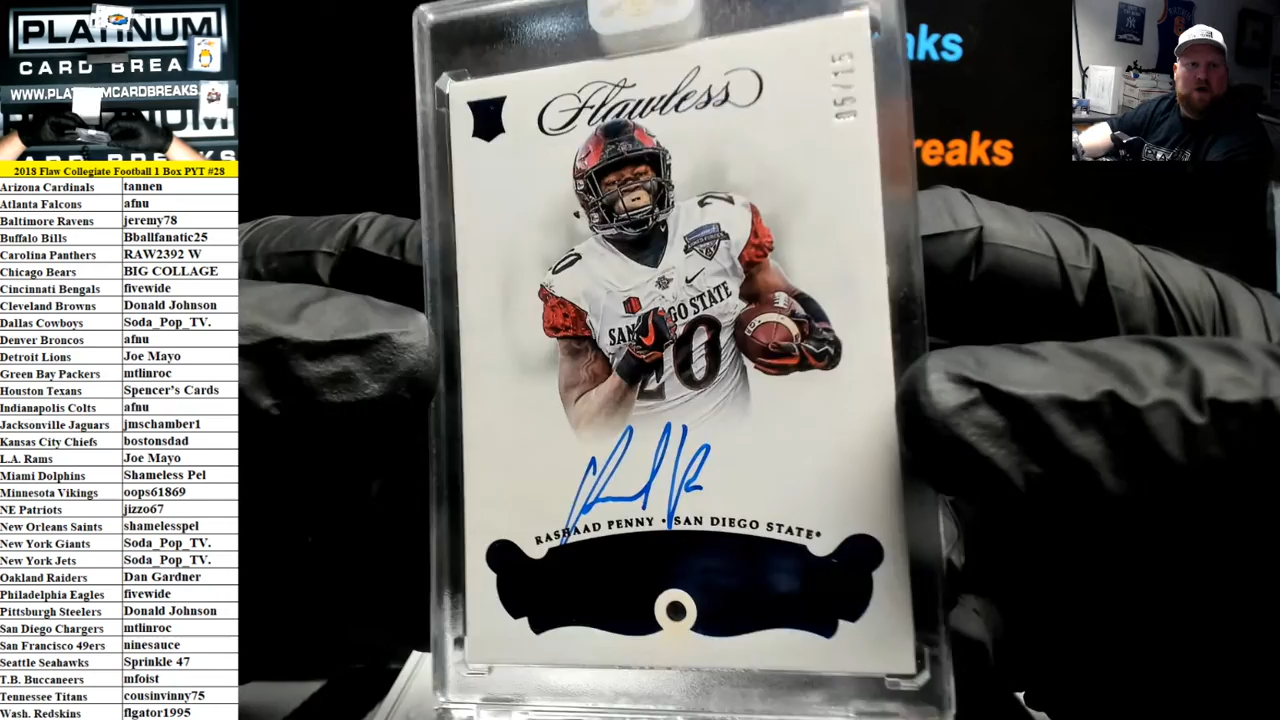 PLATINUM
CARD BREA
WWW.PLATINUMCARDBREAKS.
2018 Flaw Collegiate Football 1 Box PYT #28
Arizona Cardinals tannen
Atlanta Falcons afnu
Baltimore Ravens jeremy78
Buffalo Bills Bballfanatic25
Carolina Panthers RAW2392 W
Chicago Bears BIG COLLAGE
Cincinnati Bengals fivewide
Cleveland Browns Donald Johnson
Dallas Cowboys Soda_Pop_TV.
Denver Broncos afnu
Detroit Lions Joe Mayo
Green Bay Packers mtlinroc
Houston Texans Spencer's Cards
Indianapolis Colts afnu
Jacksonville Jaguars jmschamber1
Kansas City Chiefs bostonsdad
L.A. Rams Joe Mayo
Miami Dolphins Shameless Pel
Minnesota Vikings oops61869
NE Patriots jizzo67
New Orleans Saints shamelesspel
New York Giants Soda_Pop_TV.
New York Jets Soda_Pop_TV.
Oakland Raiders Dan Gardner
Philadelphia Eagles fivewide
Pittsburgh Steelers Donald Johnson
San Diego Chargers mtlinroc
San Francisco 49ers ninesauce
Seattle Seahawks Sprinkle 47
T.B. Buccaneers mfoist
Tennessee Titans cousinvinny75
Wash. Redskins flgator1995
Flawless
05/15
20
SAN DIEGO STATE
20
RASHAAD PENNY • SAN DIEGO STATE
aks
reaks